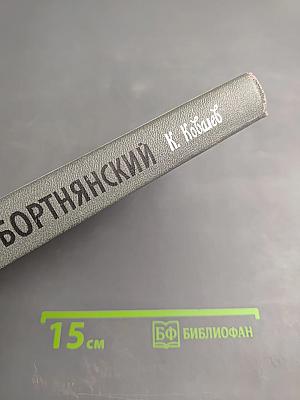 БОРТНЯНСКИЙ К. Ковалев
15 см
БФ БИБЛИОФАН